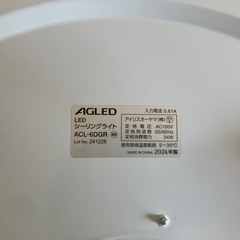 AGLED
LED
シーリングライト
ACL-6DGR
Lot No. 241228
入力電流 0.61A
アイリスオーヤマ(株)
定格電圧 AC100V
定格周波数 50/60Hz
定格消費電力 34W
使用環境温度範囲 5～35℃
MADE IN CHINA 2024年製